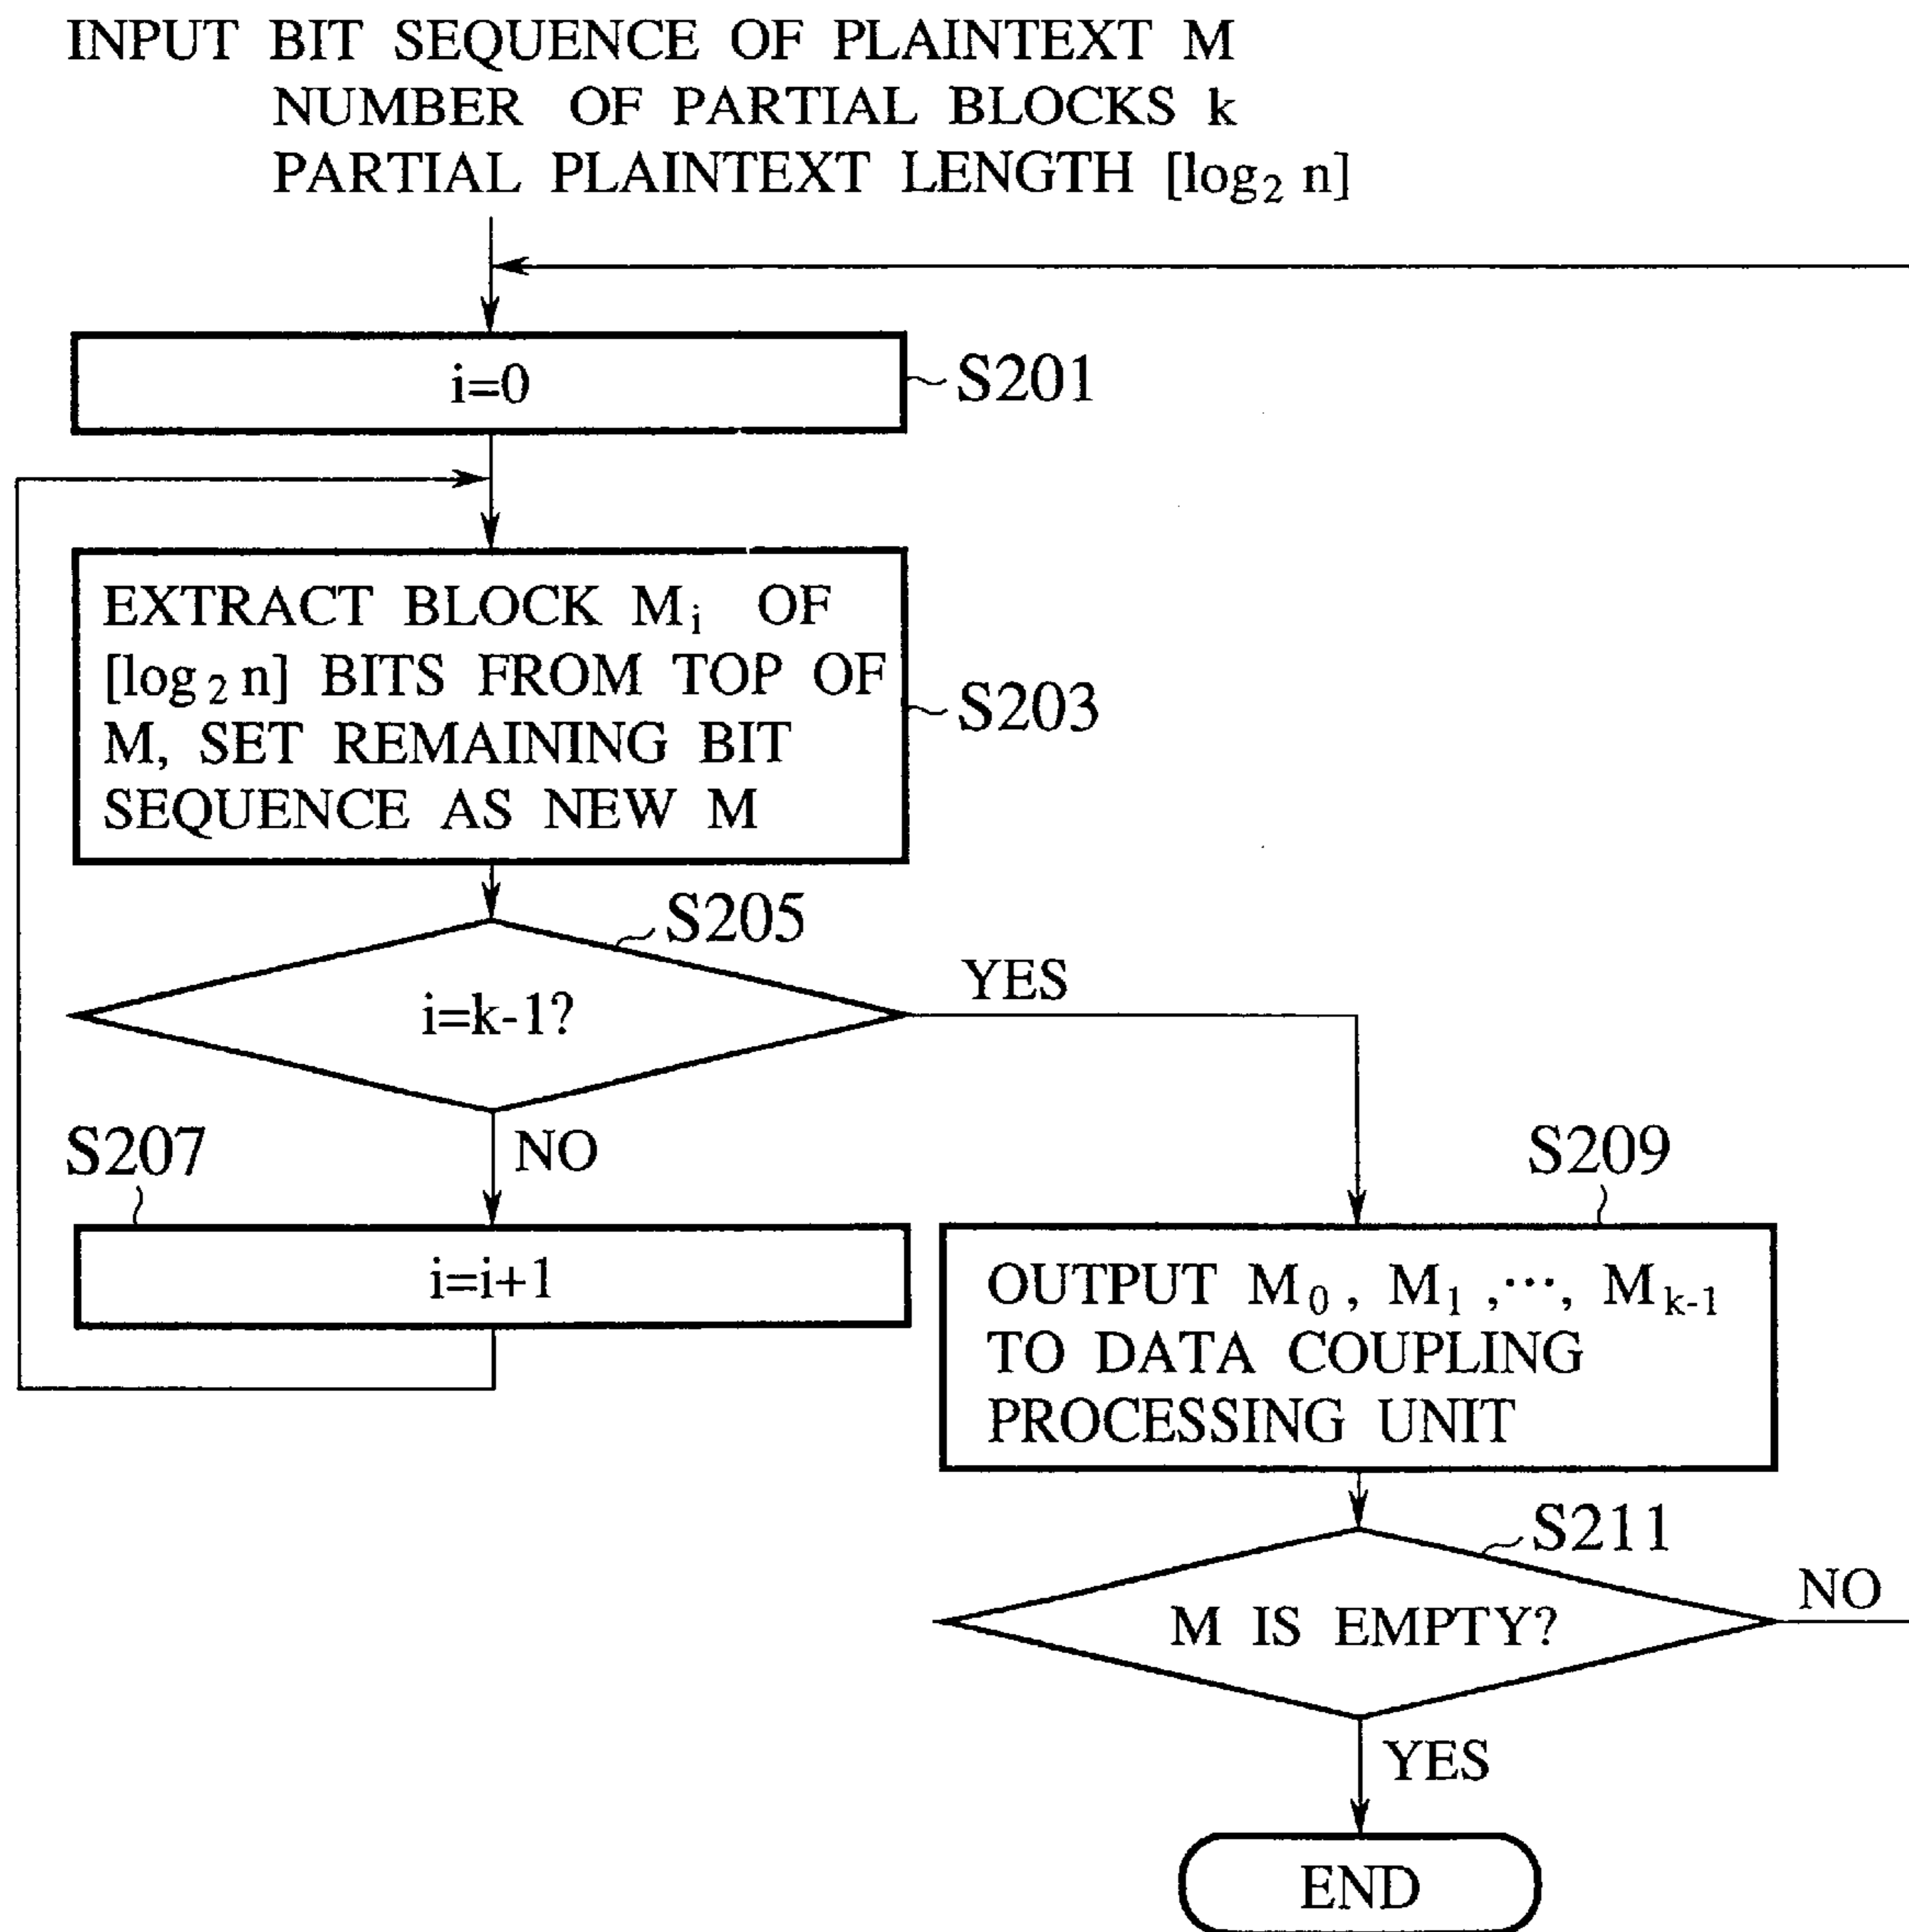 INPUT BIT SEQUENCE OF PLAINTEXT M
NUMBER OF PARTIAL BLOCKS k
PARTIAL PLAINTEXT LENGTH [log₂ n]
i=0
S201
EXTRACT BLOCK Mᵢ OF
[log₂ n] BITS FROM TOP OF
M, SET REMAINING BIT
SEQUENCE AS NEW M
S203
S205
i=k-1?
YES
NO
S207
i=i+1
S209
OUTPUT M₀, M₁,⋯, Mₖ₋₁
TO DATA COUPLING
PROCESSING UNIT
S211
M IS EMPTY?
NO
YES
END